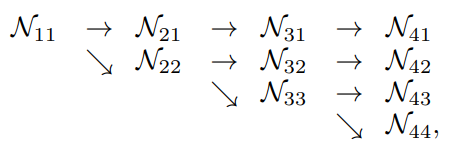 𝒩₁₁ → 𝒩₂₁ → 𝒩₃₁ → 𝒩₄₁
↘ 𝒩₂₂ → 𝒩₃₂ → 𝒩₄₂
↘ 𝒩₃₃ → 𝒩₄₃
↘ 𝒩₄₄,